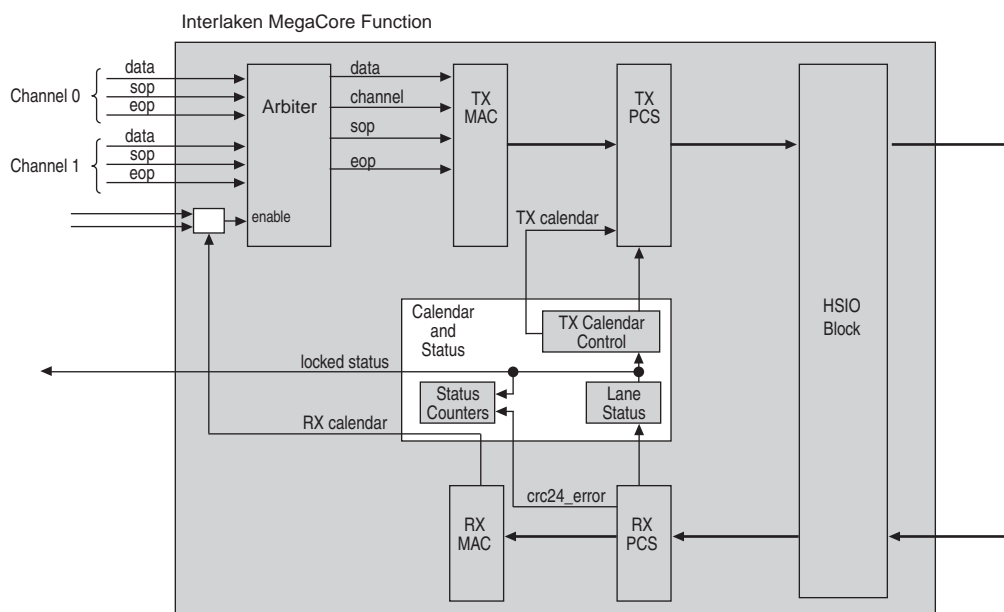 Interlaken MegaCore Function
Channel 0
data
sop
eop
Channel 1
data
sop
eop
Arbiter
enable
data
channel
sop
eop
TX
MAC
TX
PCS
HSIO
Block
TX calendar
Calendar
and
Status
TX Calendar
Control
locked status
Status
Counters
Lane
Status
RX calendar
crc24_error
RX
MAC
RX
PCS